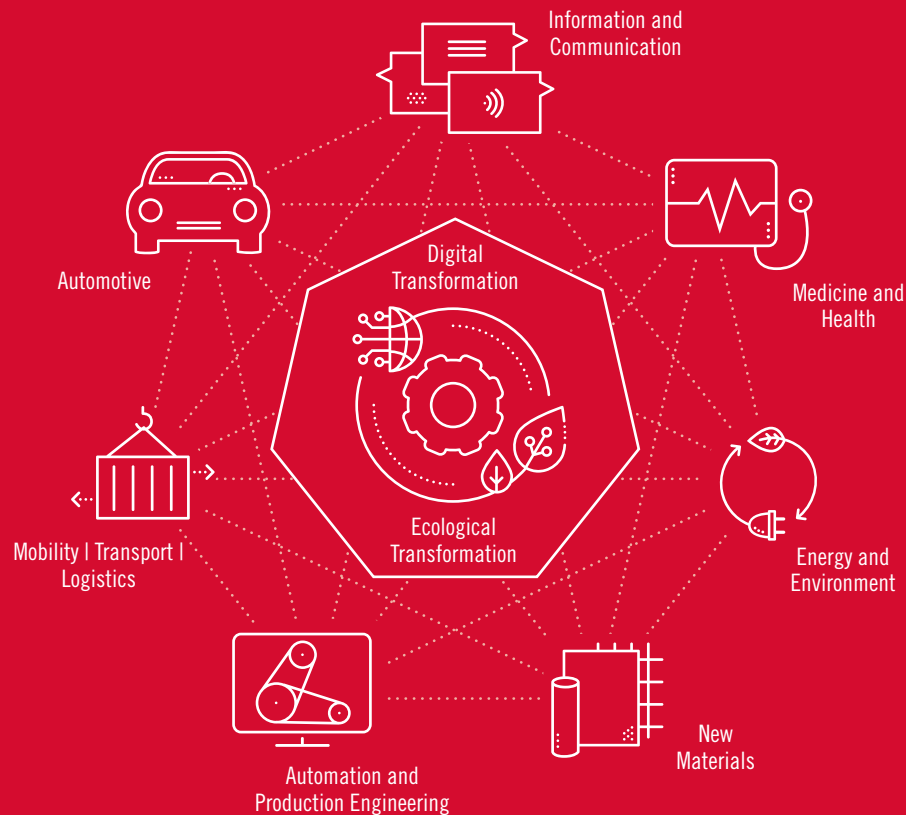 Information and
Communication
Automotive
Digital
Transformation
Medicine and
Health
Mobility | Transport |
Logistics
Ecological
Transformation
Energy and
Environment
New
Materials
Automation and
Production Engineering